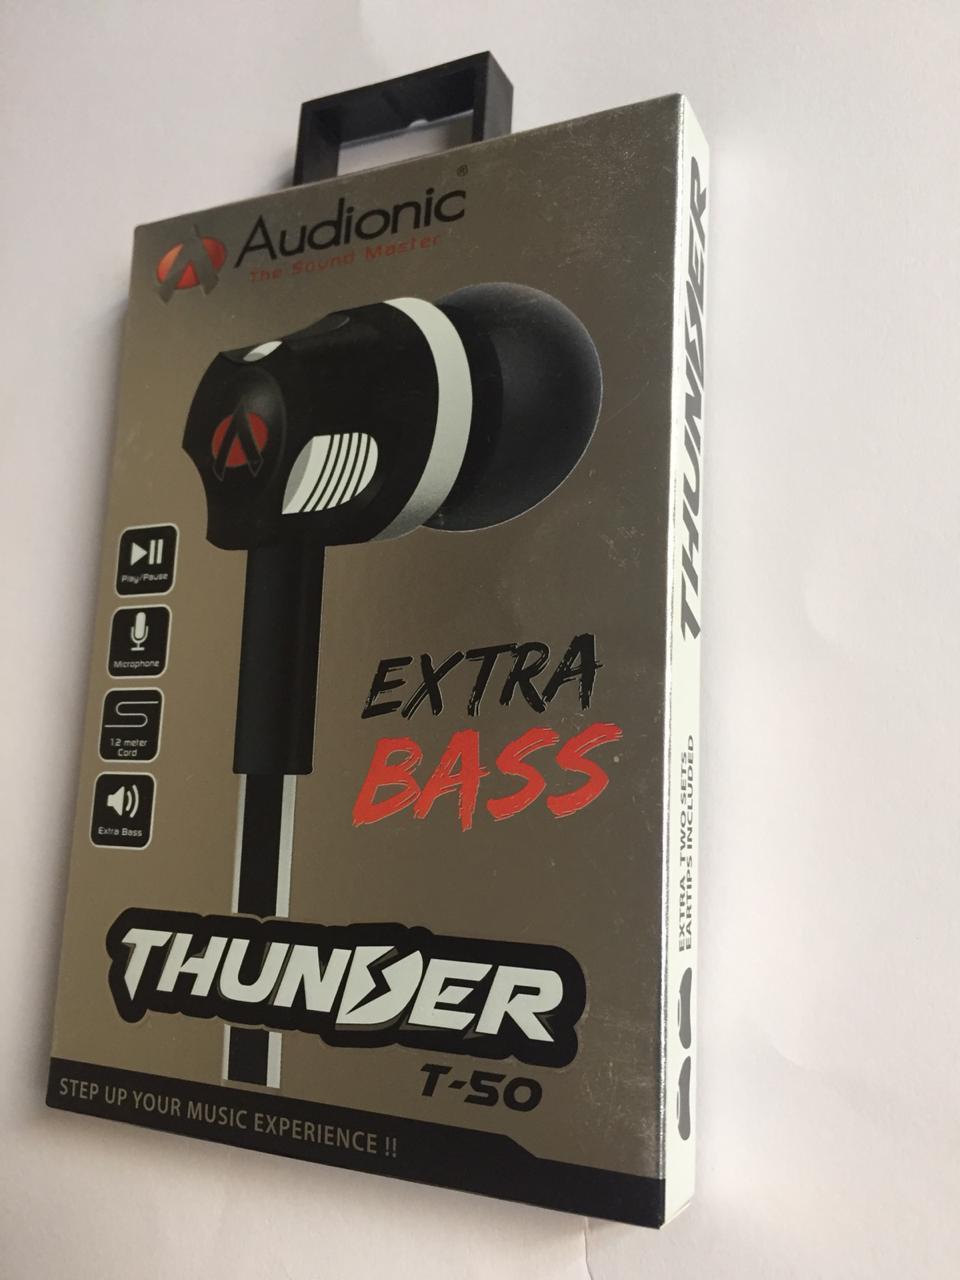 Audionic®
The Sound Master
Play/Pause
Microphone
1.2 meter
Cord
Extra Bass
EXTRA
BASS
THUNDER
T-50
STEP UP YOUR MUSIC EXPERIENCE !!
THUNDER
EXTRA TWO SETS
EARTIPS INCLUDED